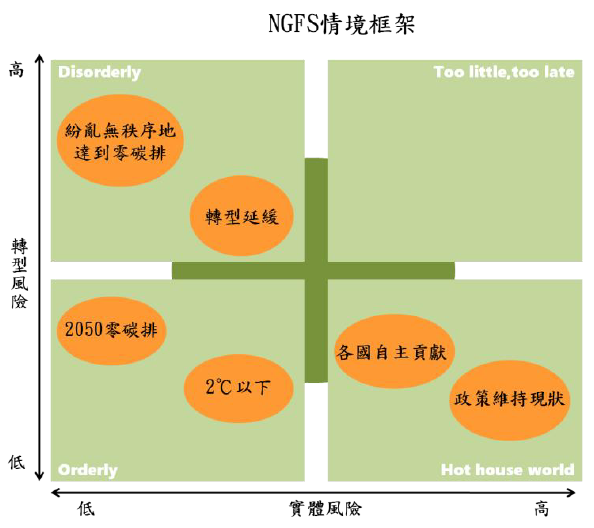 NGFS情境框架
高
Disorderly
Too little,too late
紛亂無秩序地
達到零碳排
轉型延緩
轉型風險
2050零碳排
2℃以下
各國自主貢獻
政策維持現狀
低
Orderly
Hot house world
低
實體風險
高